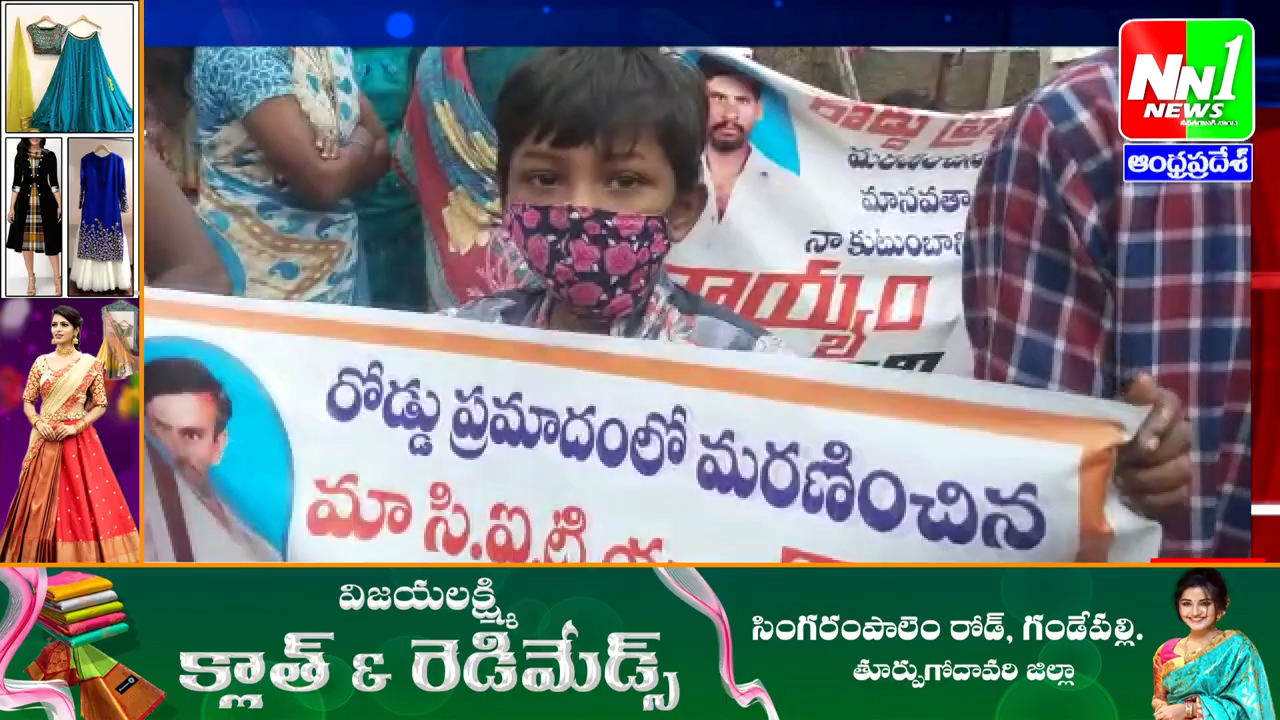 NN1
NEWS
ఆంధ్రప్రదేశ్
రోడ్డు
మానవతా
నా కుటుంబాని
రోడ్డు ప్రమాదంలో మరణించిన
మా సి.ఐ.టి.యు
విజయలక్ష్మి
క్లాత్ & రెడిమేడ్స్
సింగరంపాలెం రోడ్, గండేపల్లి.
తూర్పుగోదావరి జిల్లా